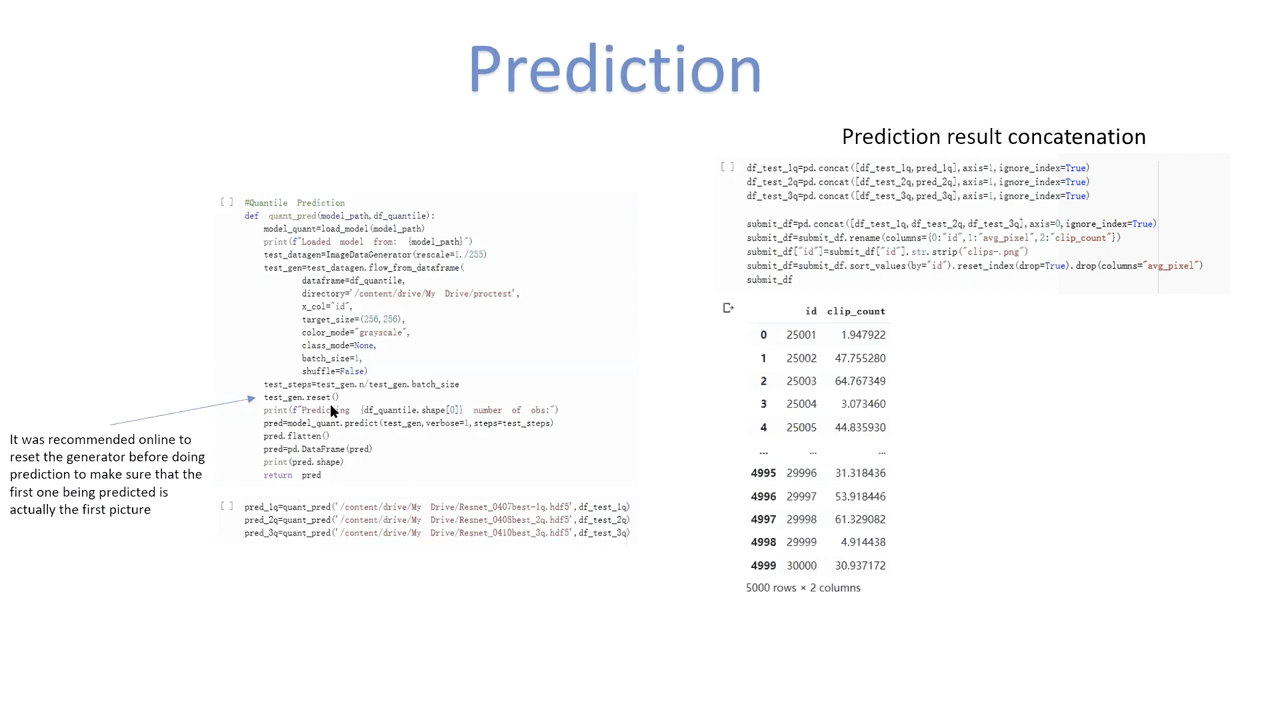 Prediction
[ ] #Quantile Prediction
def quant_pred(model_path,df_quantile):
model_quant=load_model(model_path)
print(f"Loaded model from: {model_path}")
test_datagen=ImageDataGenerator(rescale=1./255)
test_gen=test_datagen.flow_from_dataframe(
dataframe=df_quantile,
directory='/content/drive/My Drive/proctest',
x_col="id",
target_size=(256,256),
color_mode="grayscale",
class_mode=None,
batch_size=1,
shuffle=False)
test_steps=test_gen.n/test_gen.batch_size
test_gen.reset()
print(f"Predicting {df_quantile.shape[0]} number of obs:")
pred=model_quant.predict(test_gen,verbose=1,steps=test_steps)
pred.flatten()
pred=pd.DataFrame(pred)
print(pred.shape)
return pred
It was recommended online to
reset the generator before doing
prediction to make sure that the
first one being predicted is
actually the first picture
[ ] pred_1q=quant_pred('/content/drive/My Drive/Resnet_0407best-1q.hdf5',df_test_1q)
pred_2q=quant_pred('/content/drive/My Drive/Resnet_0408best_2q.hdf5',df_test_2q)
pred_3q=quant_pred('/content/drive/My Drive/Resnet_0410best_3q.hdf5',df_test_3q)
Prediction result concatenation
[ ] df_test_1q=pd.concat([df_test_1q,pred_1q],axis=1,ignore_index=True)
df_test_2q=pd.concat([df_test_2q,pred_2q],axis=1,ignore_index=True)
df_test_3q=pd.concat([df_test_3q,pred_3q],axis=1,ignore_index=True)
submit_df=pd.concat([df_test_1q,df_test_2q,df_test_3q],axis=0,ignore_index=True)
submit_df=submit_df.rename(columns={0:"id",1:"avg_pixel",2:"clip_count"})
submit_df["id"]=submit_df["id"].str.strip("clips-.png")
submit_df=submit_df.sort_values(by="id").reset_index(drop=True).drop(columns="avg_pixel")
submit_df
id clip_count
0 25001 1.947922
1 25002 47.755280
2 25003 64.767349
3 25004 3.073460
4 25005 44.835930
... ... ...
4995 29996 31.318436
4996 29997 53.918446
4997 29998 61.329082
4998 29999 4.914438
4999 30000 30.937172
5000 rows × 2 columns